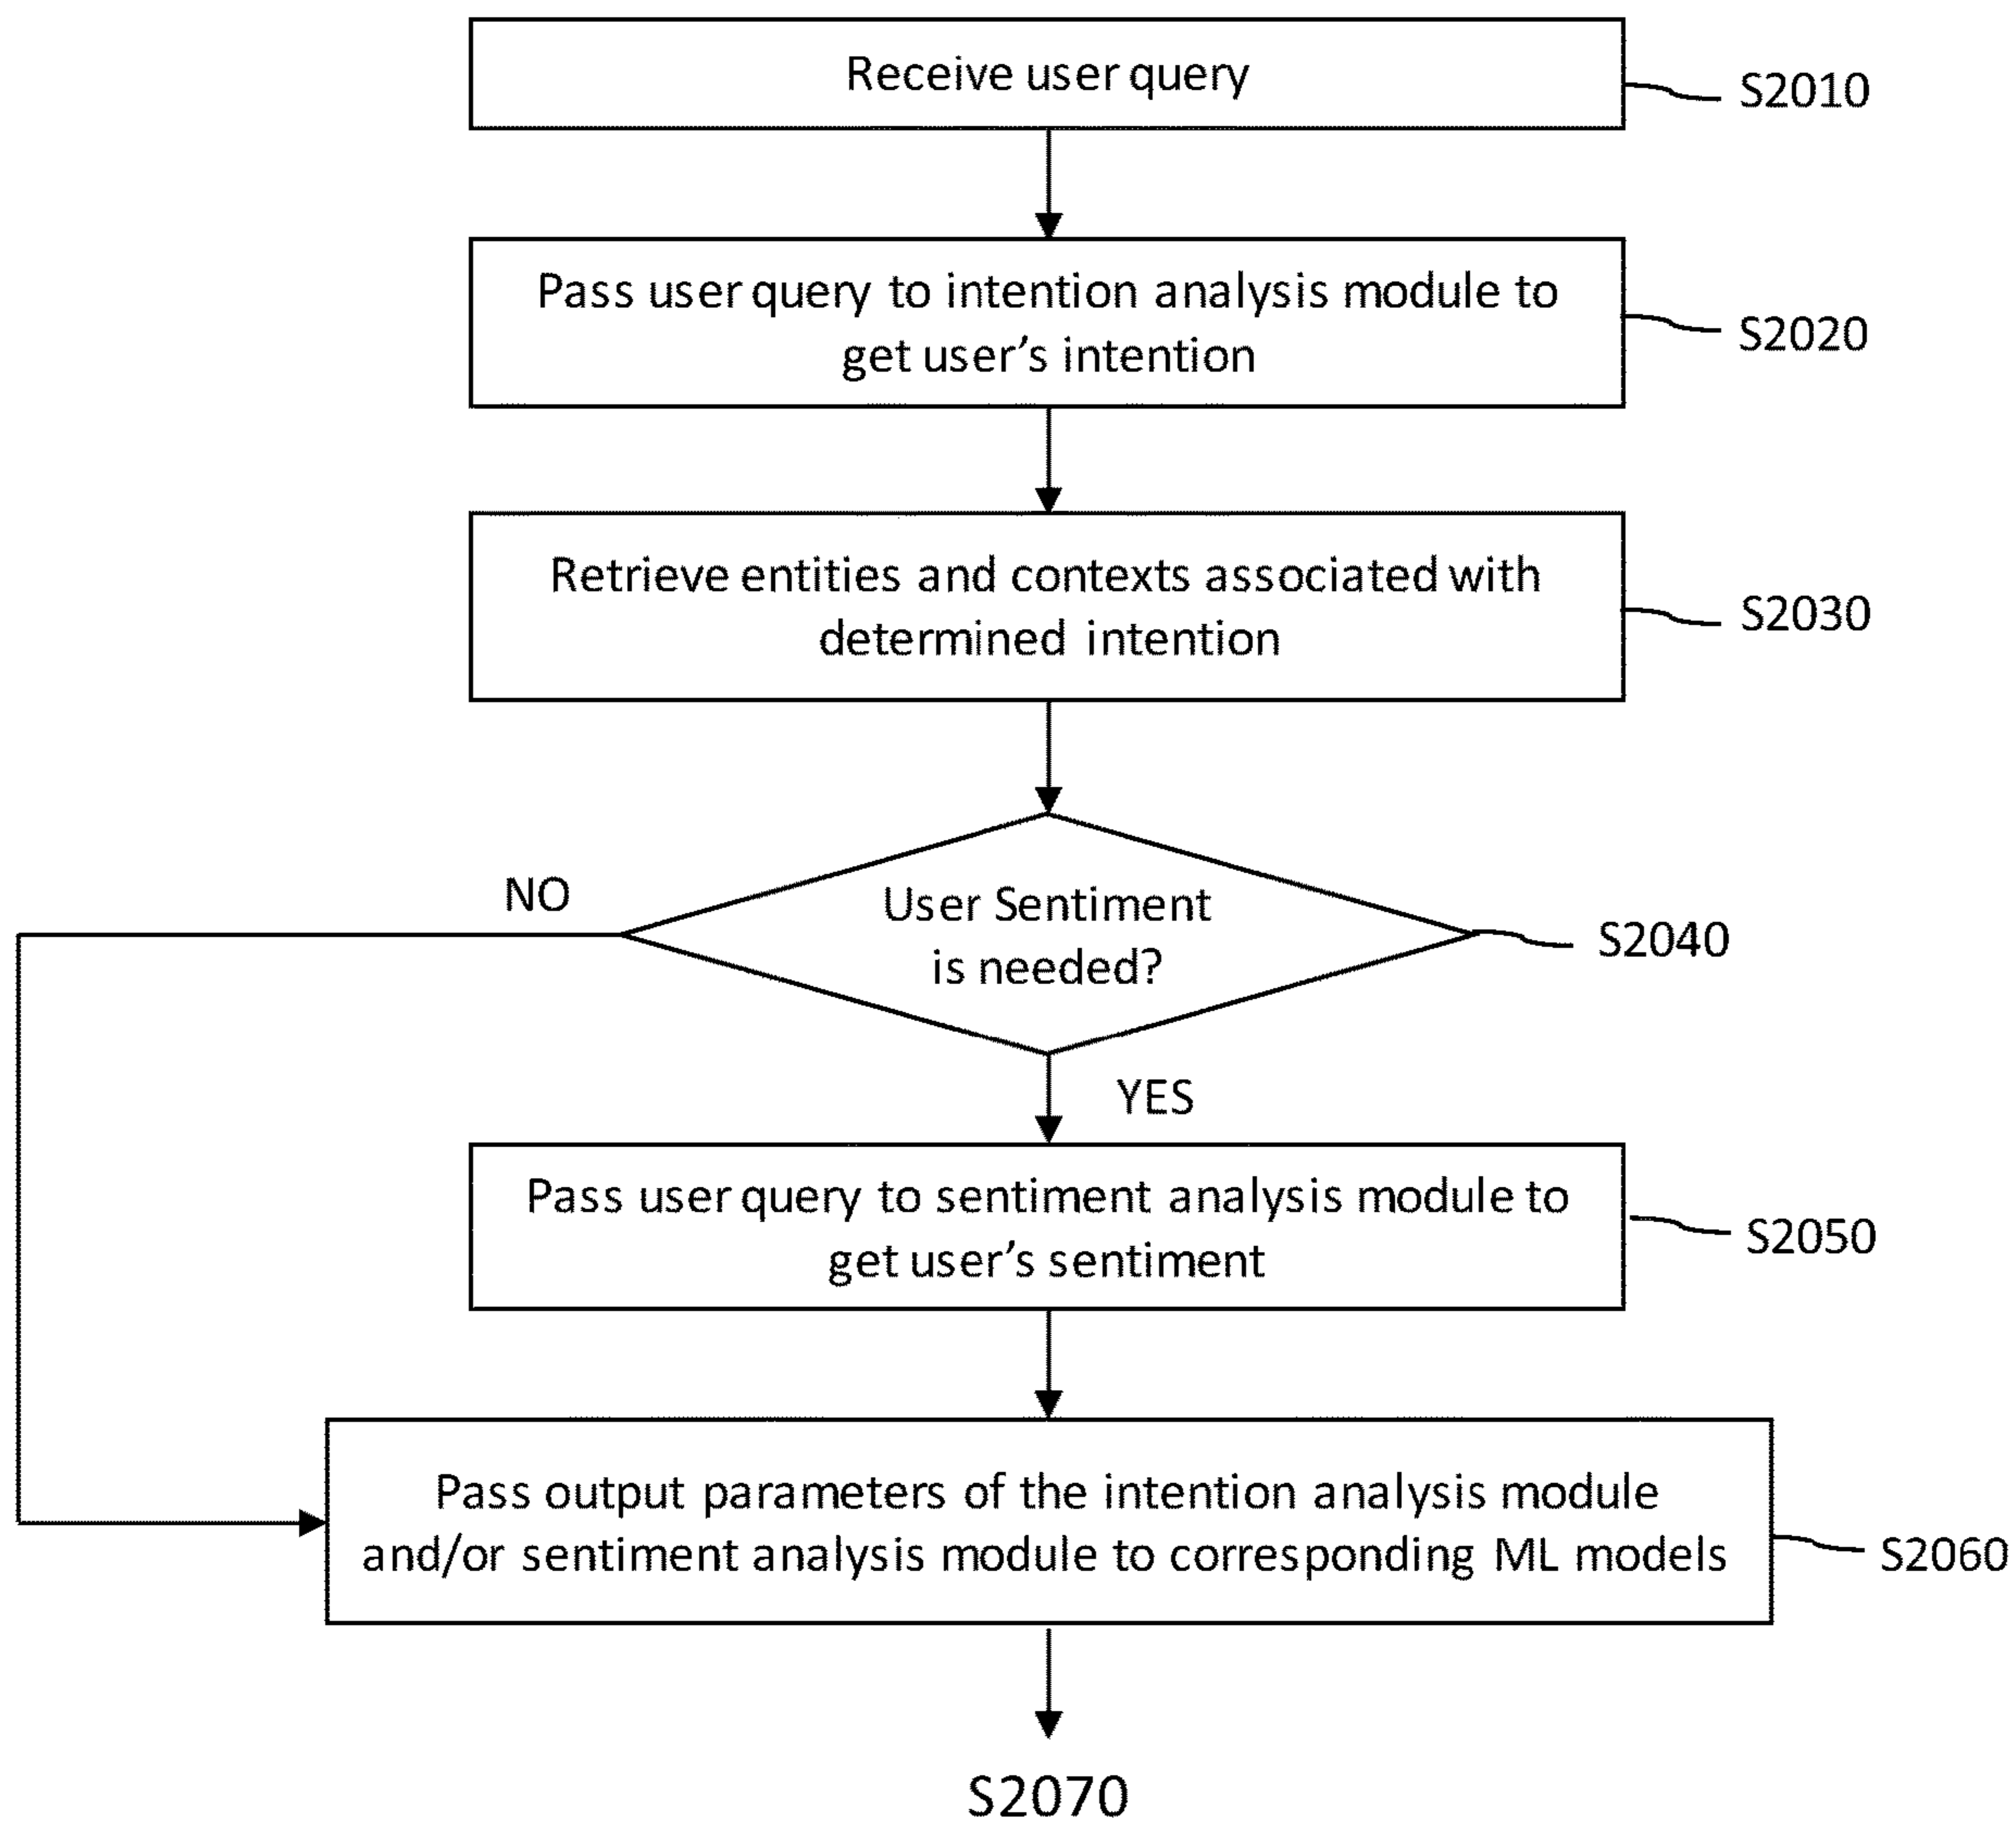 Receive user query
S2010
Pass user query to intention analysis module to
get user's intention
S2020
Retrieve entities and contexts associated with
determined intention
S2030
NO
User Sentiment
is needed?
S2040
YES
Pass user query to sentiment analysis module to
get user's sentiment
S2050
Pass output parameters of the intention analysis module
and/or sentiment analysis module to corresponding ML models
S2060
S2070